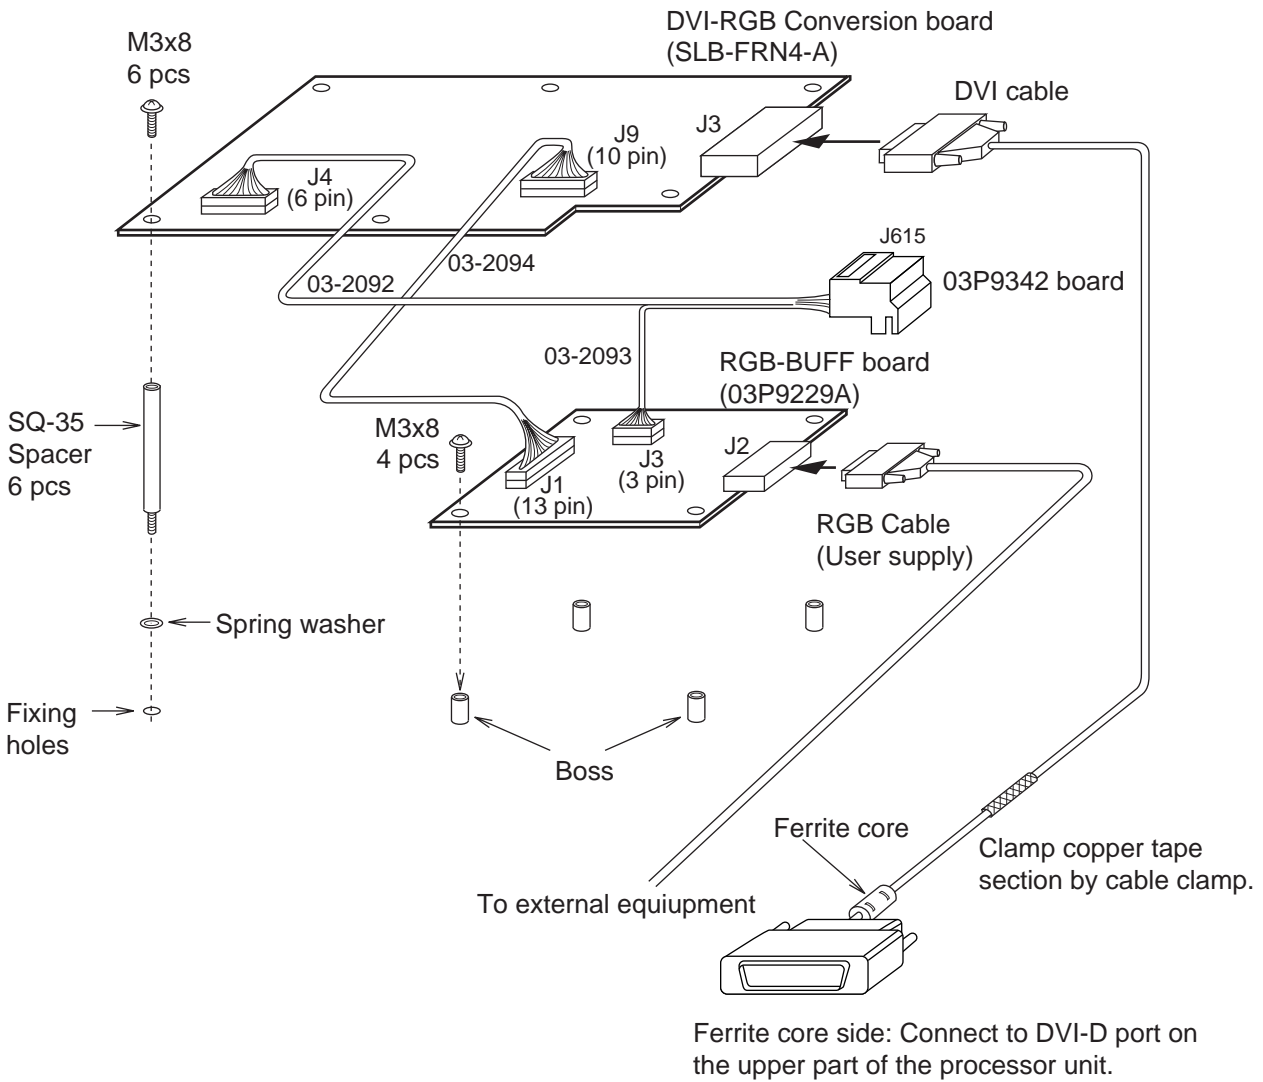 DVI-RGB Conversion board
(SLB-FRN4-A)
M3x8
6 pcs
DVI cable
J3
J9
(10 pin)
J4
(6 pin)
J615
03-2094
03-2092
03P9342 board
03-2093
RGB-BUFF board
(03P9229A)
SQ-35
Spacer
6 pcs
M3x8
4 pcs
J2
J3
(3 pin)
J1
(13 pin)
RGB Cable
(User supply)
Spring washer
Fixing
holes
Boss
Ferrite core
Clamp copper tape
section by cable clamp.
To external equiupment
Ferrite core side: Connect to DVI-D port on
the upper part of the processor unit.